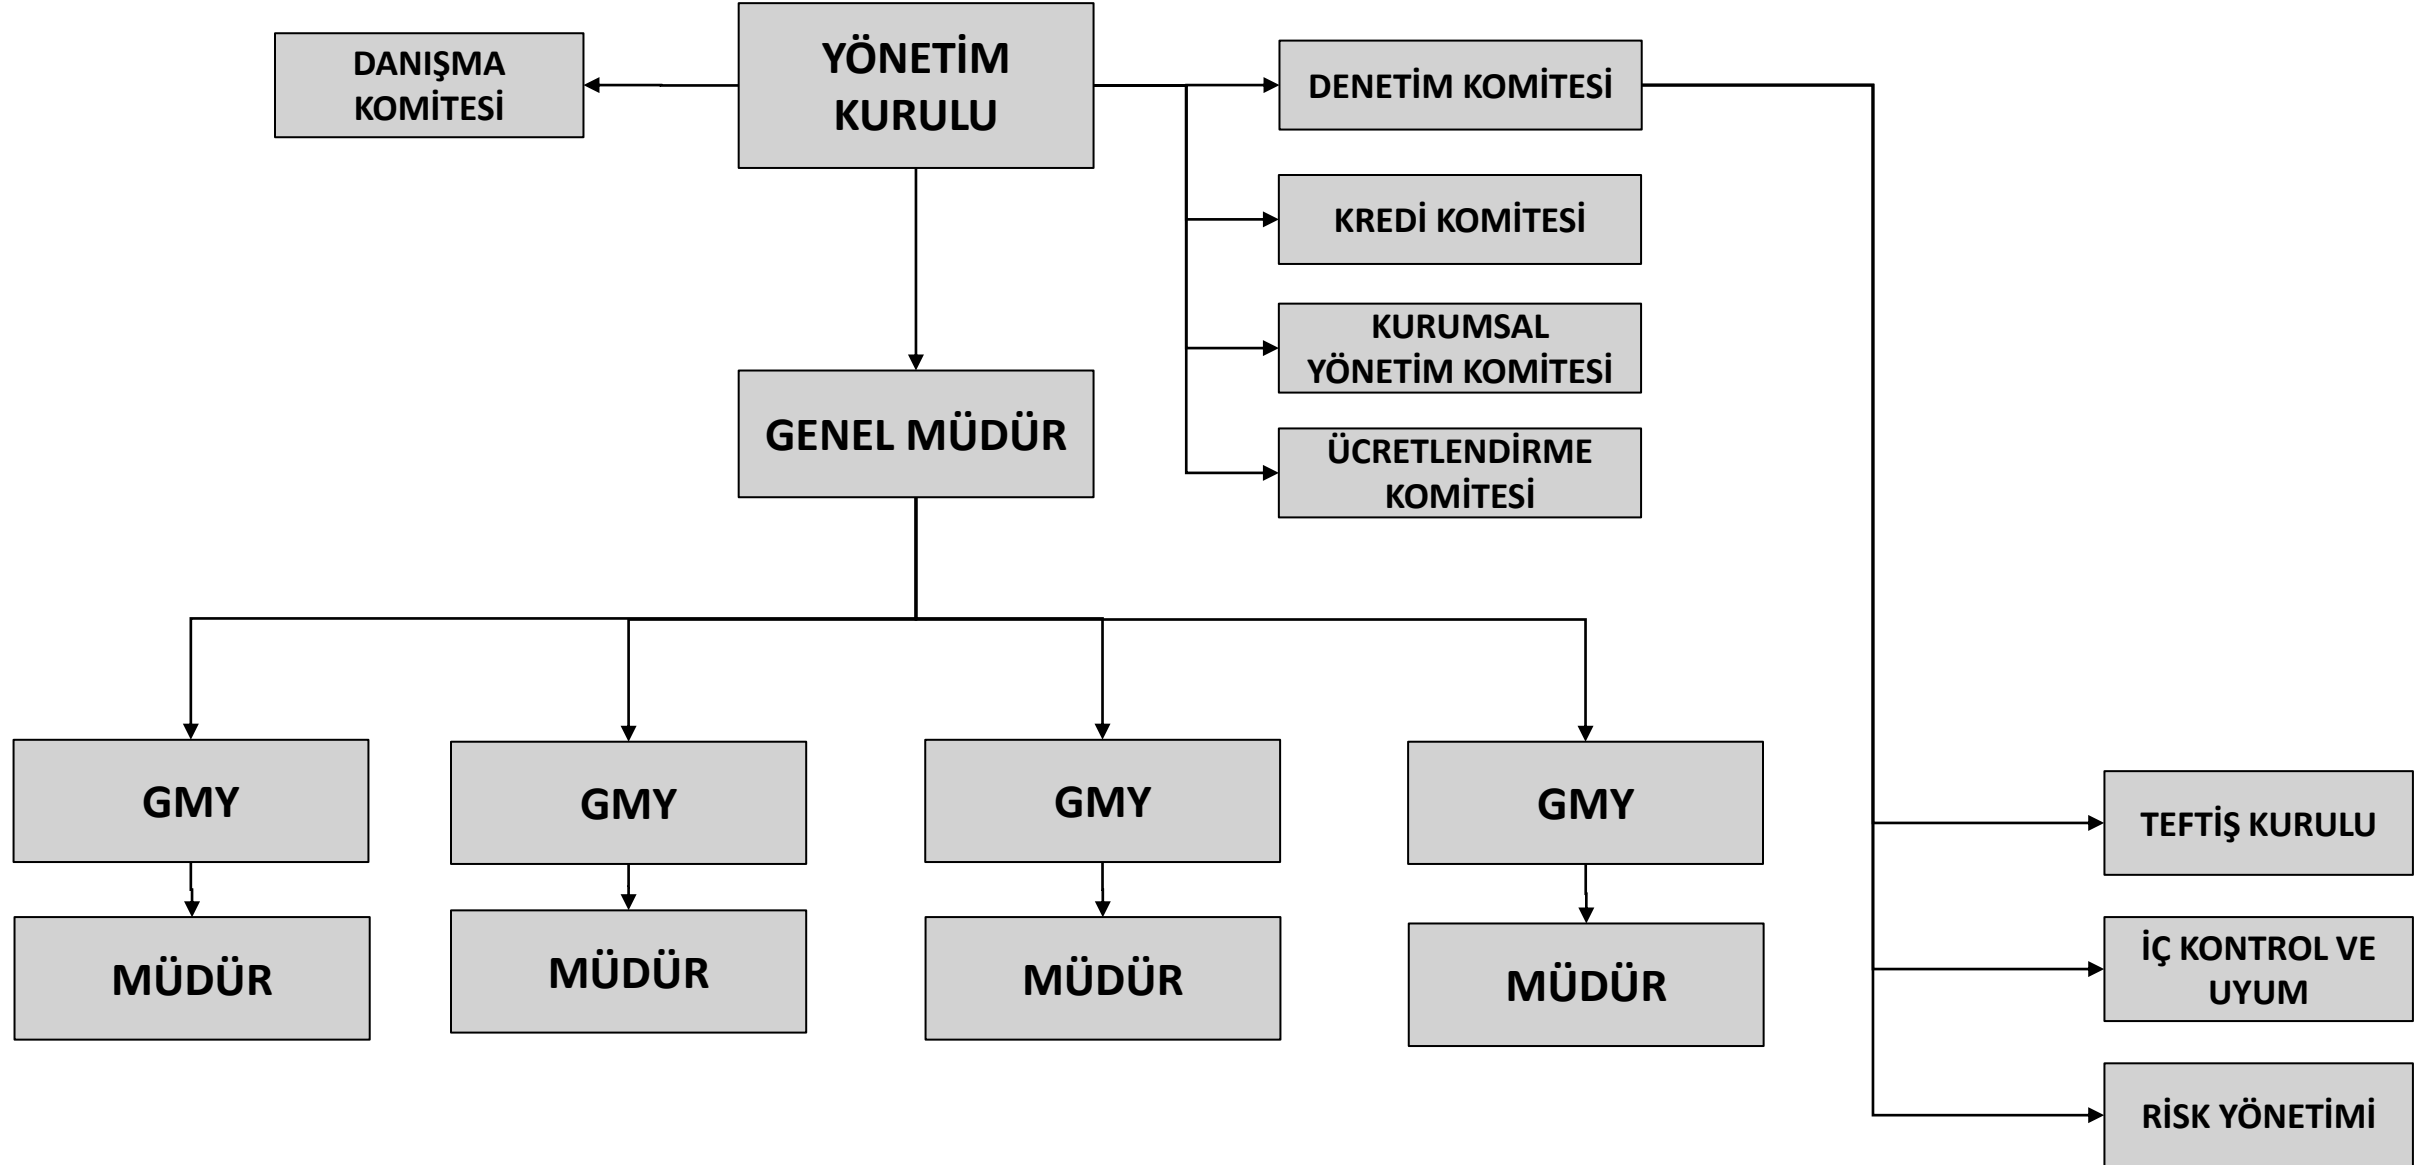 DANIŞMA
KOMİTESİ
YÖNETİM
KURULU
DENETİM KOMİTESİ
KREDİ KOMİTESİ
KURUMSAL
YÖNETİM KOMİTESİ
ÜCRETLENDİRME
KOMİTESİ
GENEL MÜDÜR
GMY
GMY
GMY
GMY
MÜDÜR
MÜDÜR
MÜDÜR
MÜDÜR
TEFTİŞ KURULU
İÇ KONTROL VE
UYUM
RİSK YÖNETİMİ